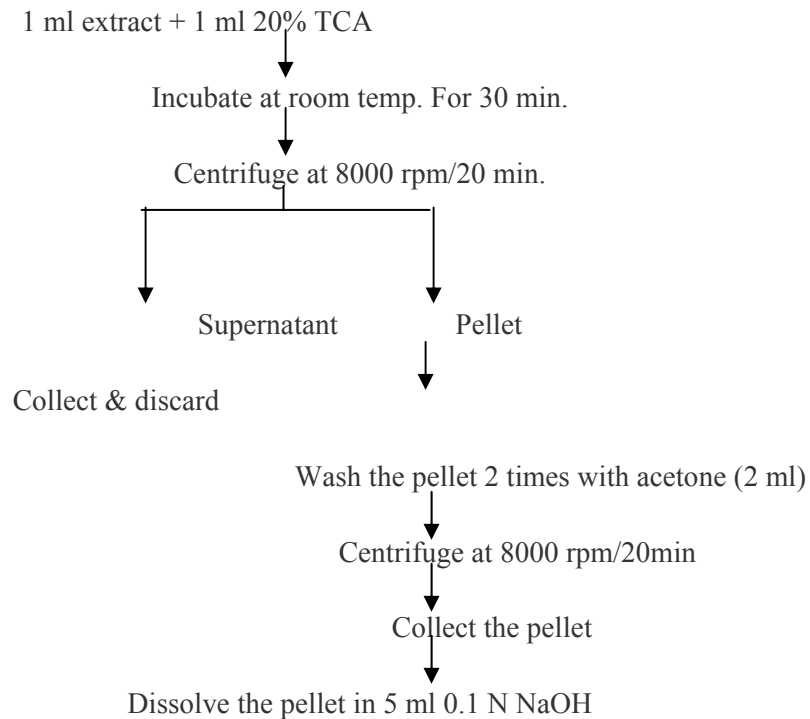 1 ml extract + 1 ml 20% TCA
Incubate at room temp. For 30 min.
Centrifuge at 8000 rpm/20 min.
Supernatant Pellet
Collect & discard
Wash the pellet 2 times with acetone (2 ml)
Centrifuge at 8000 rpm/20min
Collect the pellet
Dissolve the pellet in 5 ml 0.1 N NaOH